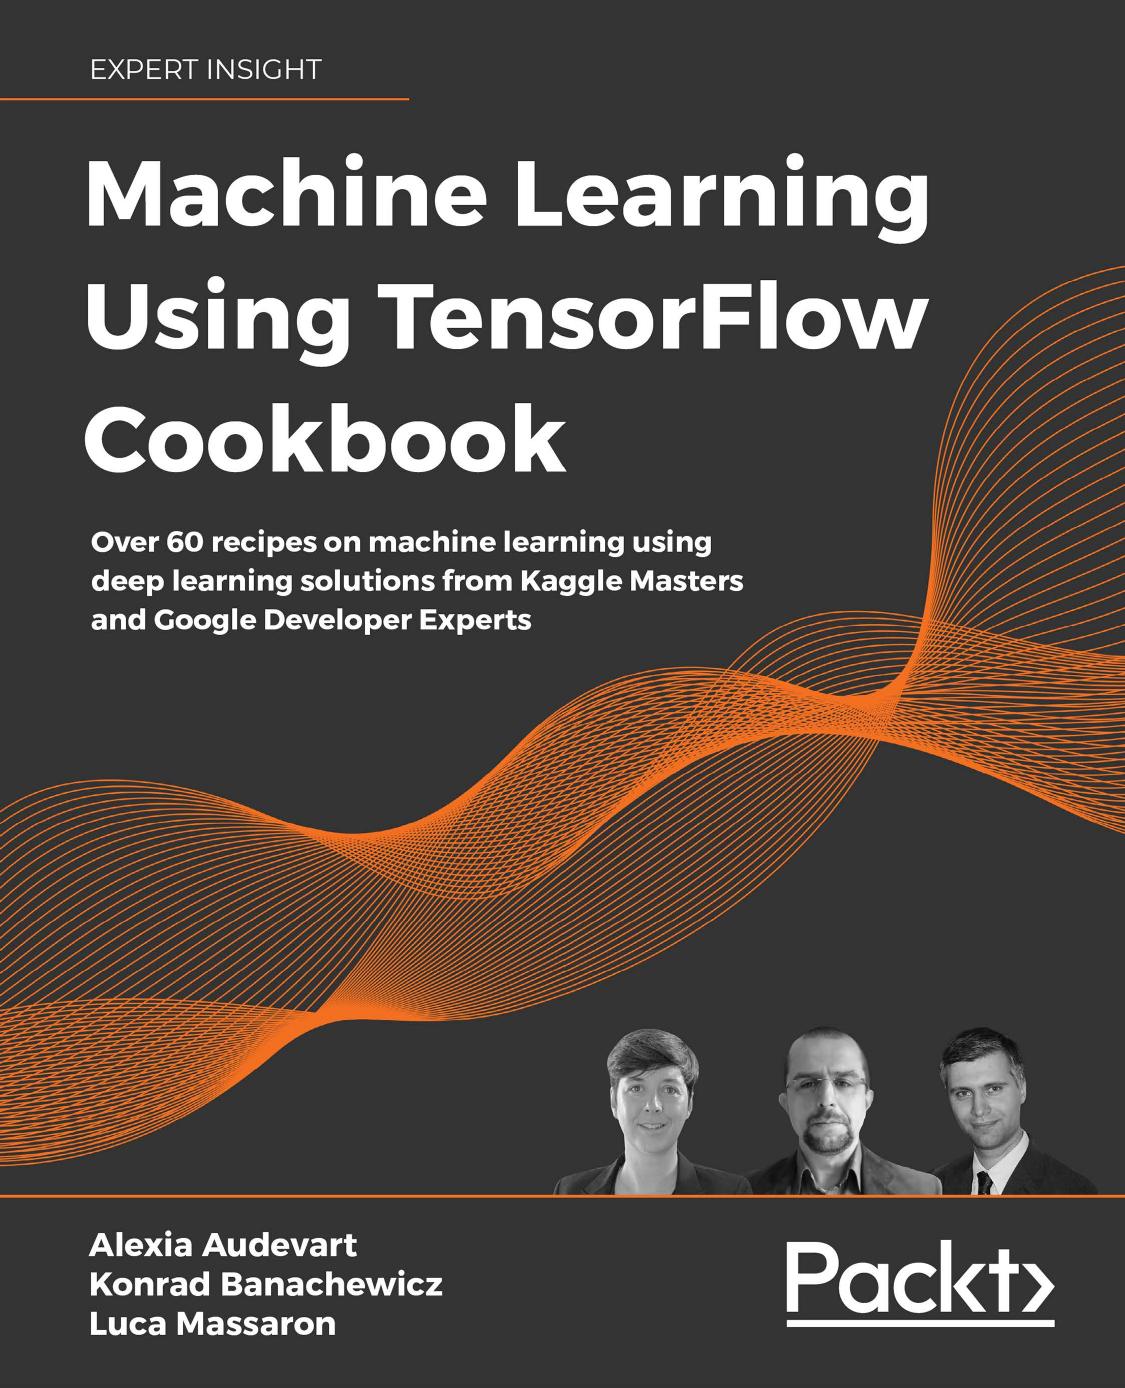 EXPERT INSIGHT
Machine Learning
Using TensorFlow
Cookbook
Over 60 recipes on machine learning using
deep learning solutions from Kaggle Masters
and Google Developer Experts
Alexia Audevart
Konrad Banachewicz
Luca Massaron
Packt